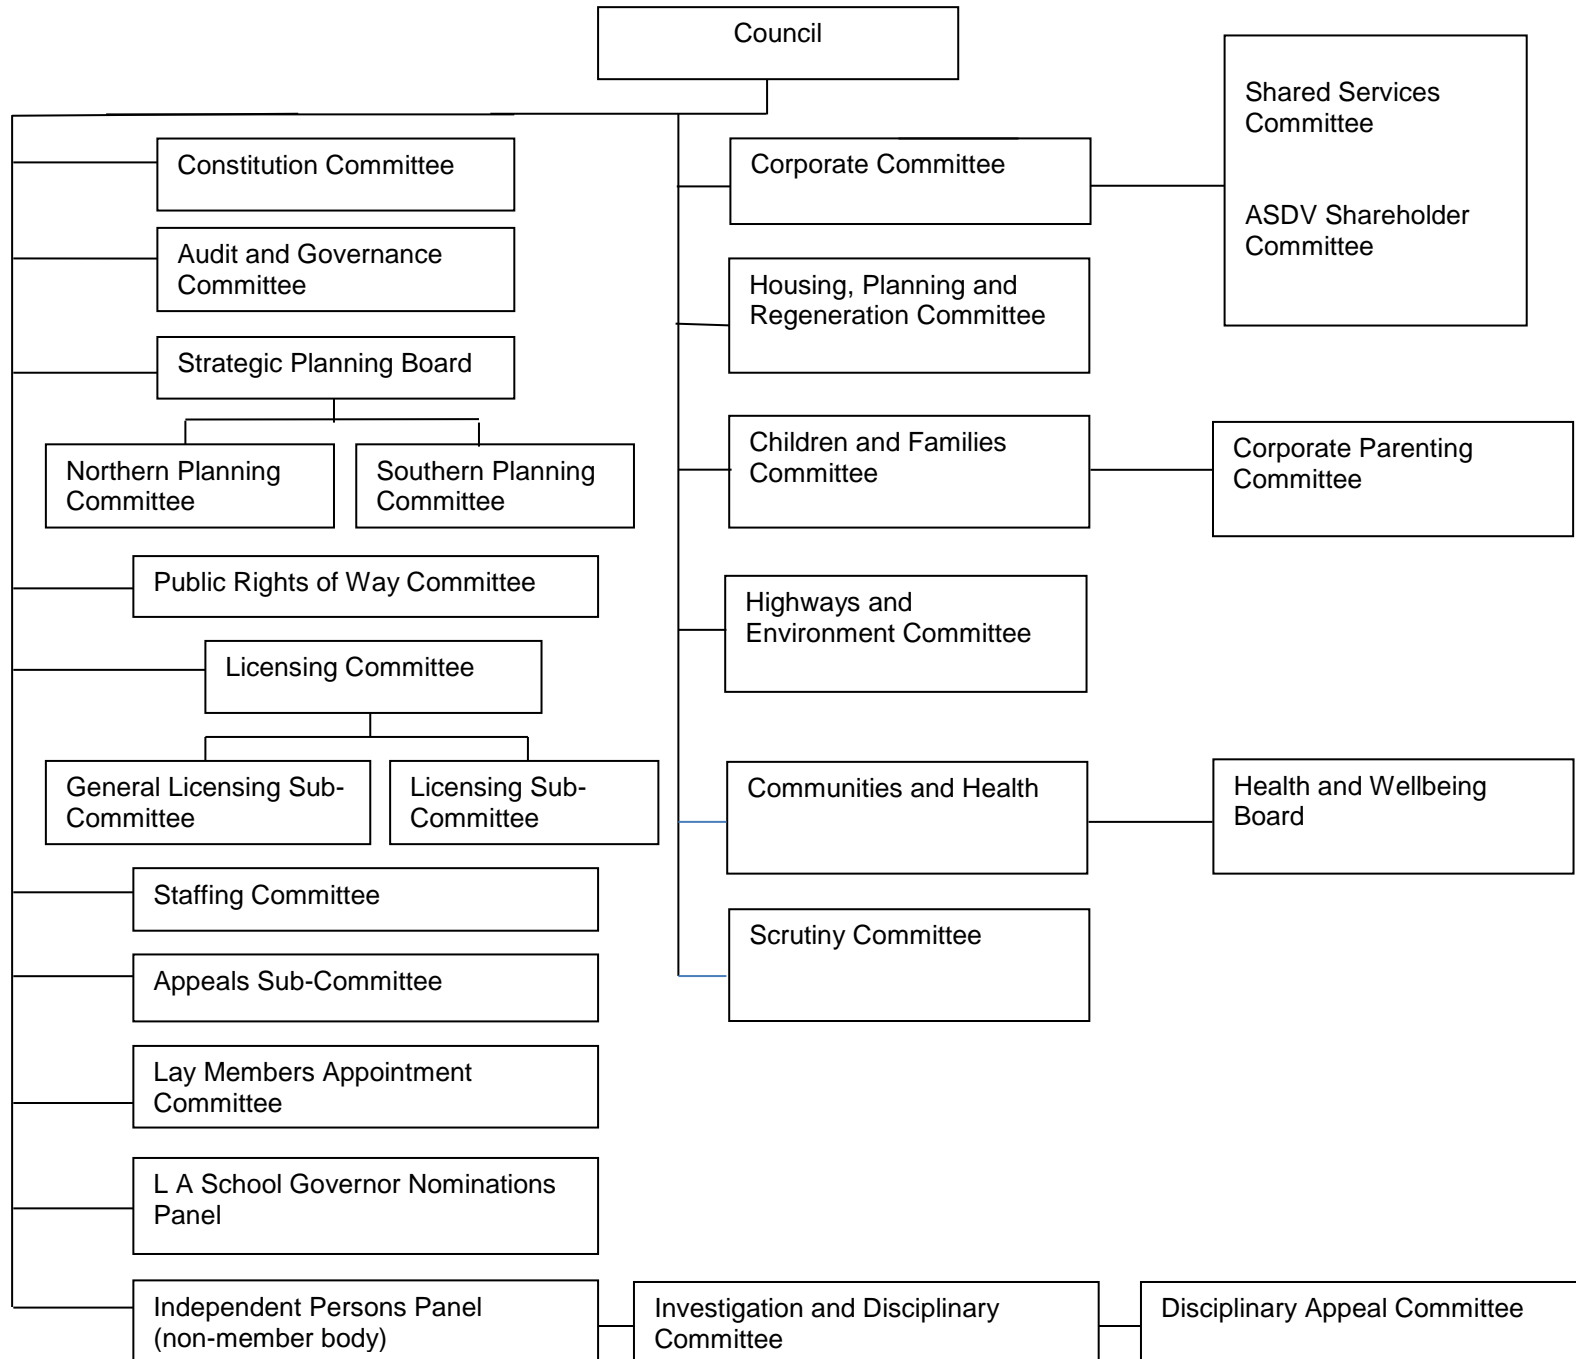 Council
Constitution Committee
Audit and Governance
Committee
Strategic Planning Board
Northern Planning
Committee
Southern Planning
Committee
Public Rights of Way Committee
Licensing Committee
General Licensing Sub-
Committee
Licensing Sub-
Committee
Staffing Committee
Appeals Sub-Committee
Lay Members Appointment
Committee
L A School Governor Nominations
Panel
Independent Persons Panel
(non-member body)
Investigation and Disciplinary
Committee
Disciplinary Appeal Committee
Corporate Committee
Shared Services
Committee
ASDV Shareholder
Committee
Housing, Planning and
Regeneration Committee
Children and Families
Committee
Corporate Parenting
Committee
Highways and
Environment Committee
Communities and Health
Health and Wellbeing
Board
Scrutiny Committee